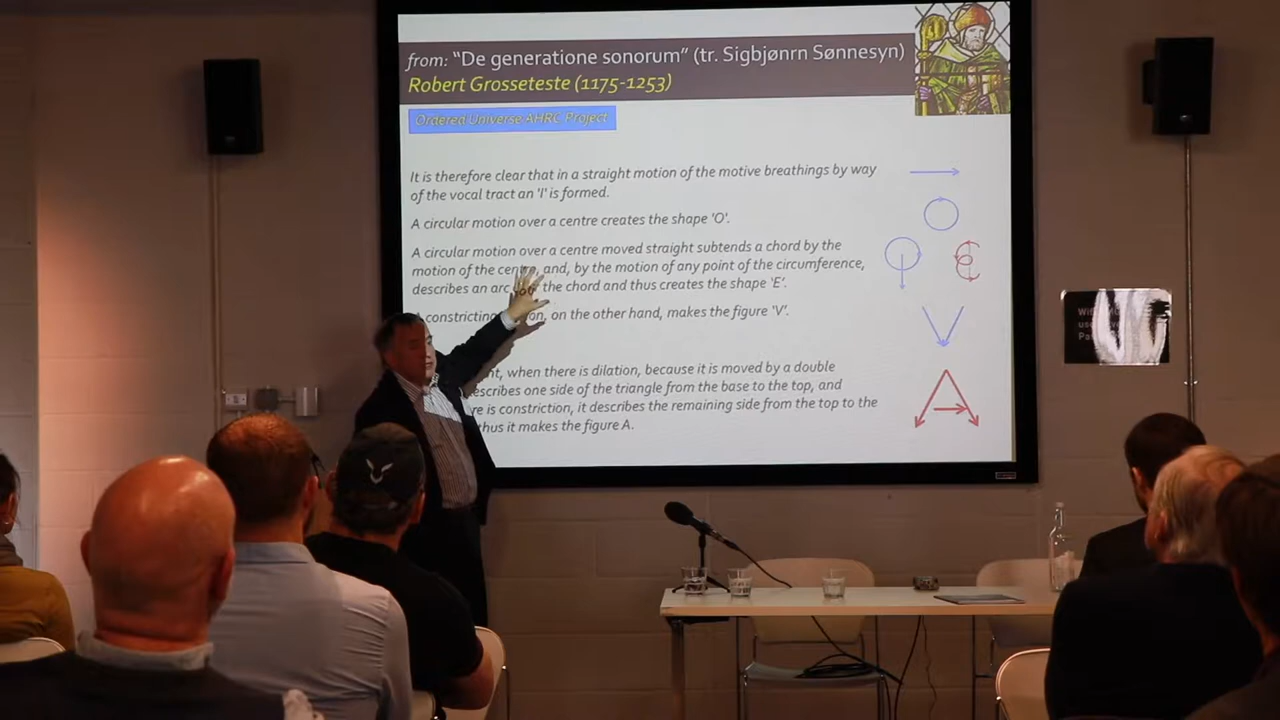 from: "De generatione sonorum" (tr. Sigbjønrn Sønnesyn)
Robert Grosseteste (1175-1253)
Ordered Universe AHRC Project
It is therefore clear that in a straight motion of the motive breathings by way
of the vocal tract an 'I' is formed.
A circular motion over a centre creates the shape 'O'.
A circular motion over a centre moved straight subtends a chord by the
motion of the and, by the motion of any point of the circumference,
describes an arc the chord and thus creates the shape 'E'.
constricting on the other hand, makes the figure 'V'.
when there is dilation, because it is moved by a double
describes one side of the triangle from the base to the top, and
is constriction, it describes the remaining side from the top to the
thus it makes the figure A.